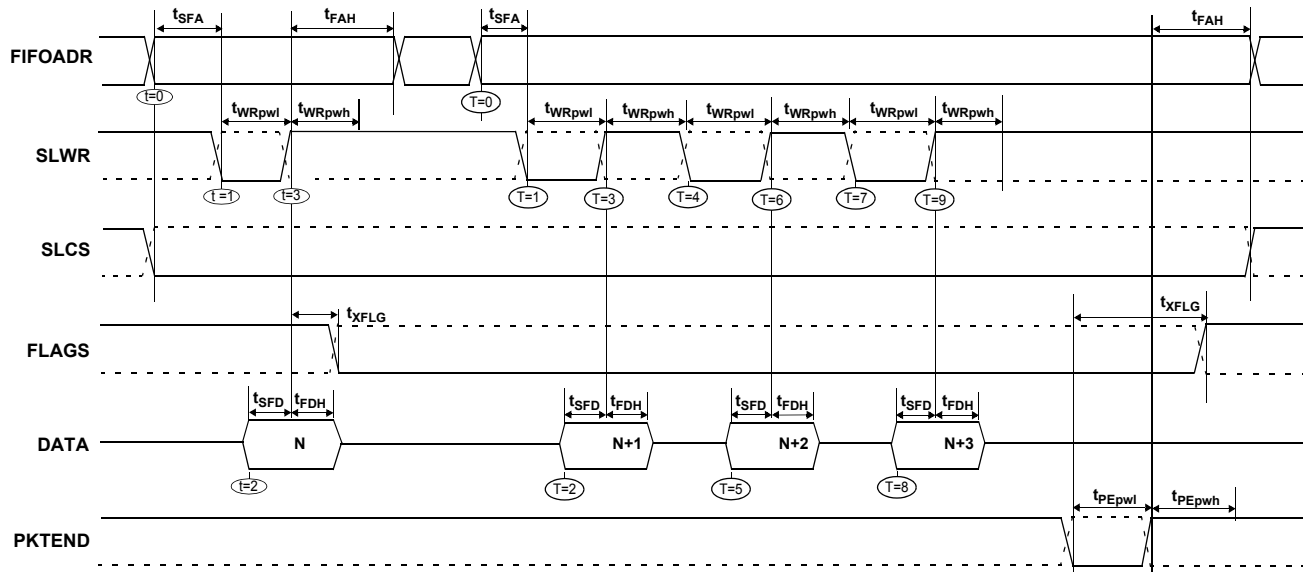 tSFA tFAH tSFA tFAH
FIFOADR
t=0 T=0
tWRpwl tWRpwh tWRpwl tWRpwh tWRpwl tWRpwh tWRpwl tWRpwh
SLWR
t =1 t=3 T=1 T=3 T=4 T=6 T=7 T=9
SLCS
tXFLG tXFLG
FLAGS
tSFD tFDH tSFD tFDH tSFD tFDH tSFD tFDH
DATA N N+1 N+2 N+3
t=2 T=2 T=5 T=8
tPEpwl tPEpwh
PKTEND